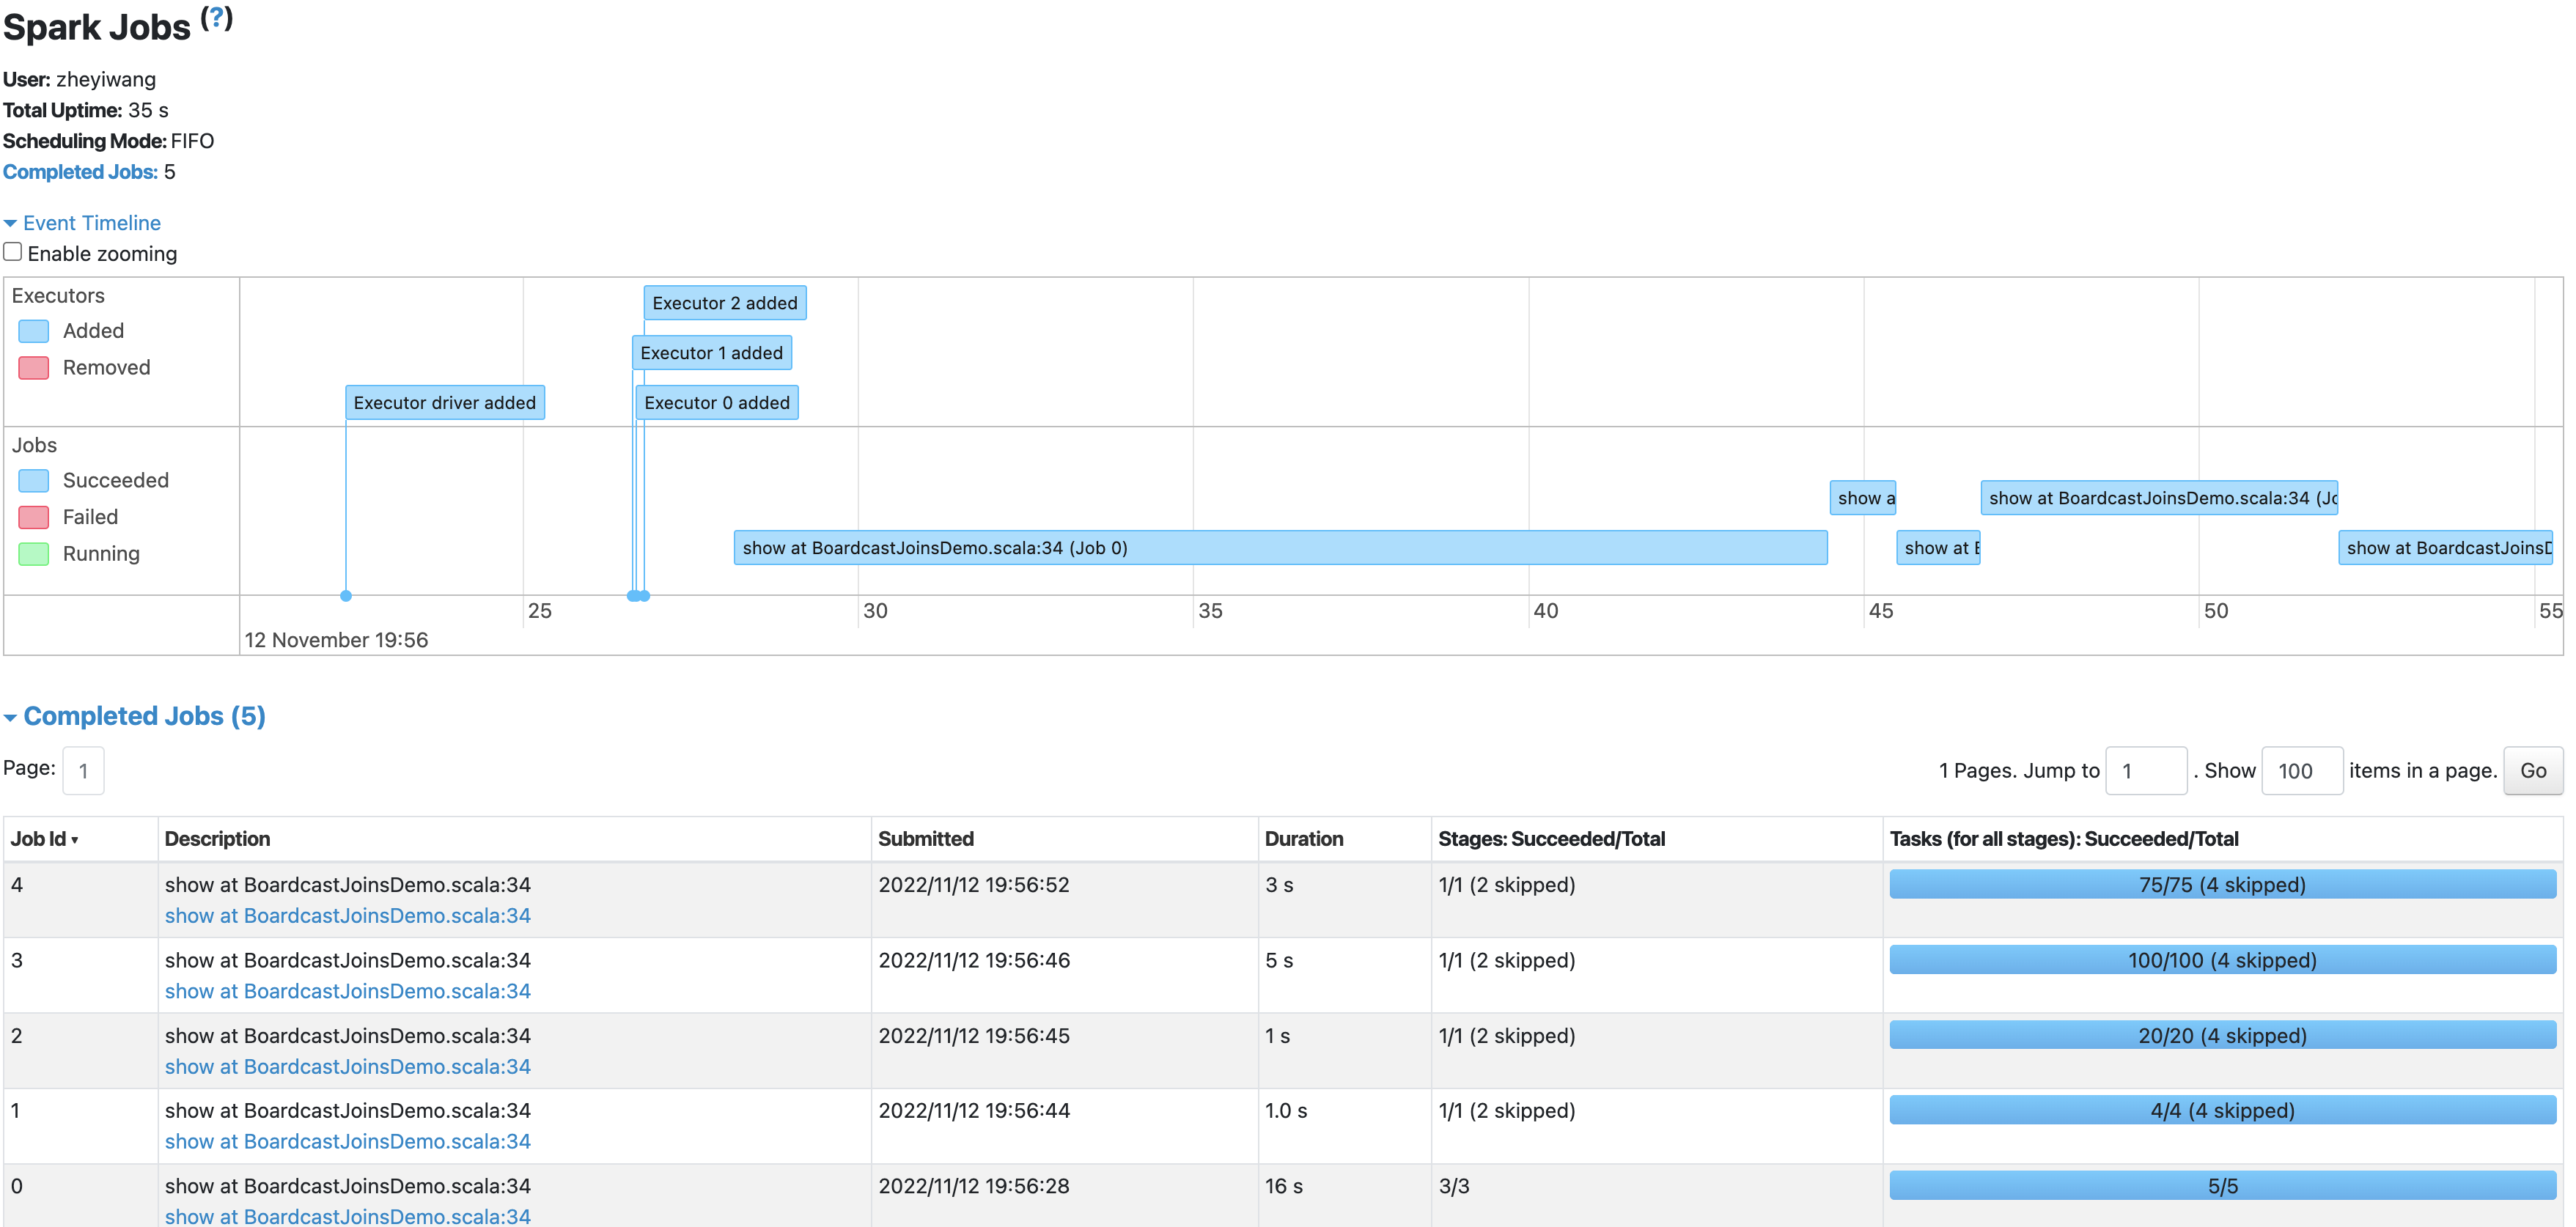 Spark Jobs (?)
User: zheyiwang
Total Uptime: 35 s
Scheduling Mode: FIFO
Completed Jobs: 5
Event Timeline
Enable zooming
Executors
Added
Removed
Executor 2 added
Executor 1 added
Executor driver added
Executor 0 added
Jobs
Succeeded
Failed
Running
show a
show at BoardcastJoinsDemo.scala:34 (Jo
show at BoardcastJoinsDemo.scala:34 (Job 0)
show at B
show at BoardcastJoinsD
25 30 35 40 45 50 55
12 November 19:56
Completed Jobs (5)
Page: 1
1 Pages. Jump to 1 . Show 100 items in a page. Go
Job Id ▾ Description Submitted Duration Stages: Succeeded/Total Tasks (for all stages): Succeeded/Total
4 show at BoardcastJoinsDemo.scala:34 2022/11/12 19:56:52 3 s 1/1 (2 skipped) 75/75 (4 skipped)
show at BoardcastJoinsDemo.scala:34
3 show at BoardcastJoinsDemo.scala:34 2022/11/12 19:56:46 5 s 1/1 (2 skipped) 100/100 (4 skipped)
show at BoardcastJoinsDemo.scala:34
2 show at BoardcastJoinsDemo.scala:34 2022/11/12 19:56:45 1 s 1/1 (2 skipped) 20/20 (4 skipped)
show at BoardcastJoinsDemo.scala:34
1 show at BoardcastJoinsDemo.scala:34 2022/11/12 19:56:44 1.0 s 1/1 (2 skipped) 4/4 (4 skipped)
show at BoardcastJoinsDemo.scala:34
0 show at BoardcastJoinsDemo.scala:34 2022/11/12 19:56:28 16 s 3/3 5/5
show at BoardcastJoinsDemo.scala:34